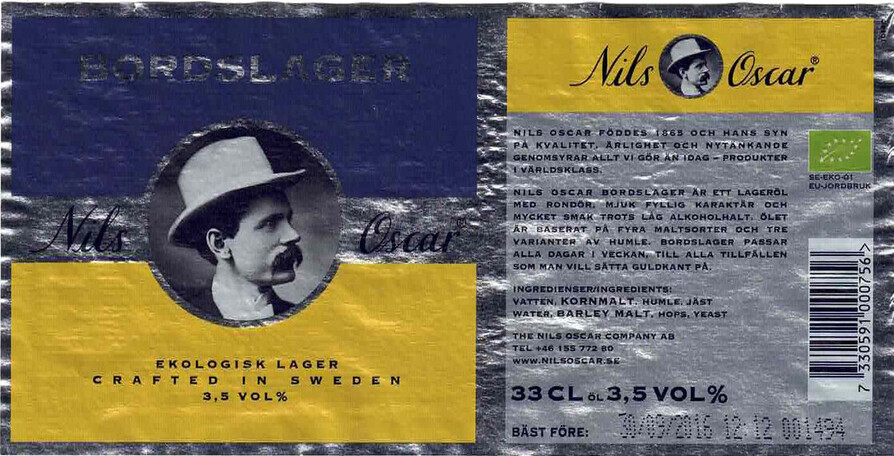 BORDSLAGER
Nils Oscar®
EKOLOGISK LAGER
CRAFTED IN SWEDEN
3,5 VOL%
Nils Oscar®
NILS OSCAR FÖDDES 1865 OCH HANS SYN
PÅ KVALITET, ÄRLIGHET OCH NYTÄNKANDE
GENOMSYRAR ALLT VI GÖR ÄN IDAG – PRODUKTER
I VÄRLDSKLASS.
NILS OSCAR BORDSLAGER ÄR ETT LAGERÖL
MED RONDÖR, MJUK FYLLIG KARAKTÄR OCH
MYCKET SMAK TROTS LÅG ALKOHOLHALT. ÖLET
ÄR BASERAT PÅ FYRA MALTSORTER OCH TRE
VARIANTER AV HUMLE. BORDSLAGER PASSAR
ALLA DAGAR I VECKAN, TILL ALLA TILLFÄLLEN
SOM MAN VILL SÄTTA GULDKANT PÅ.
INGREDIENSER/INGREDIENTS:
VATTEN, KORNMALT, HUMLE, JÄST
WATER, BARLEY MALT, HOPS, YEAST
THE NILS OSCAR COMPANY AB
TEL +46 155 772 80
WWW.NILSOSCAR.SE
33 CL ÖL 3,5 VOL%
BÄST FÖRE: 30/09/2016 12:12 001494
SE-EKO-01
EU-JORDBRUK
7 330591 000756 >